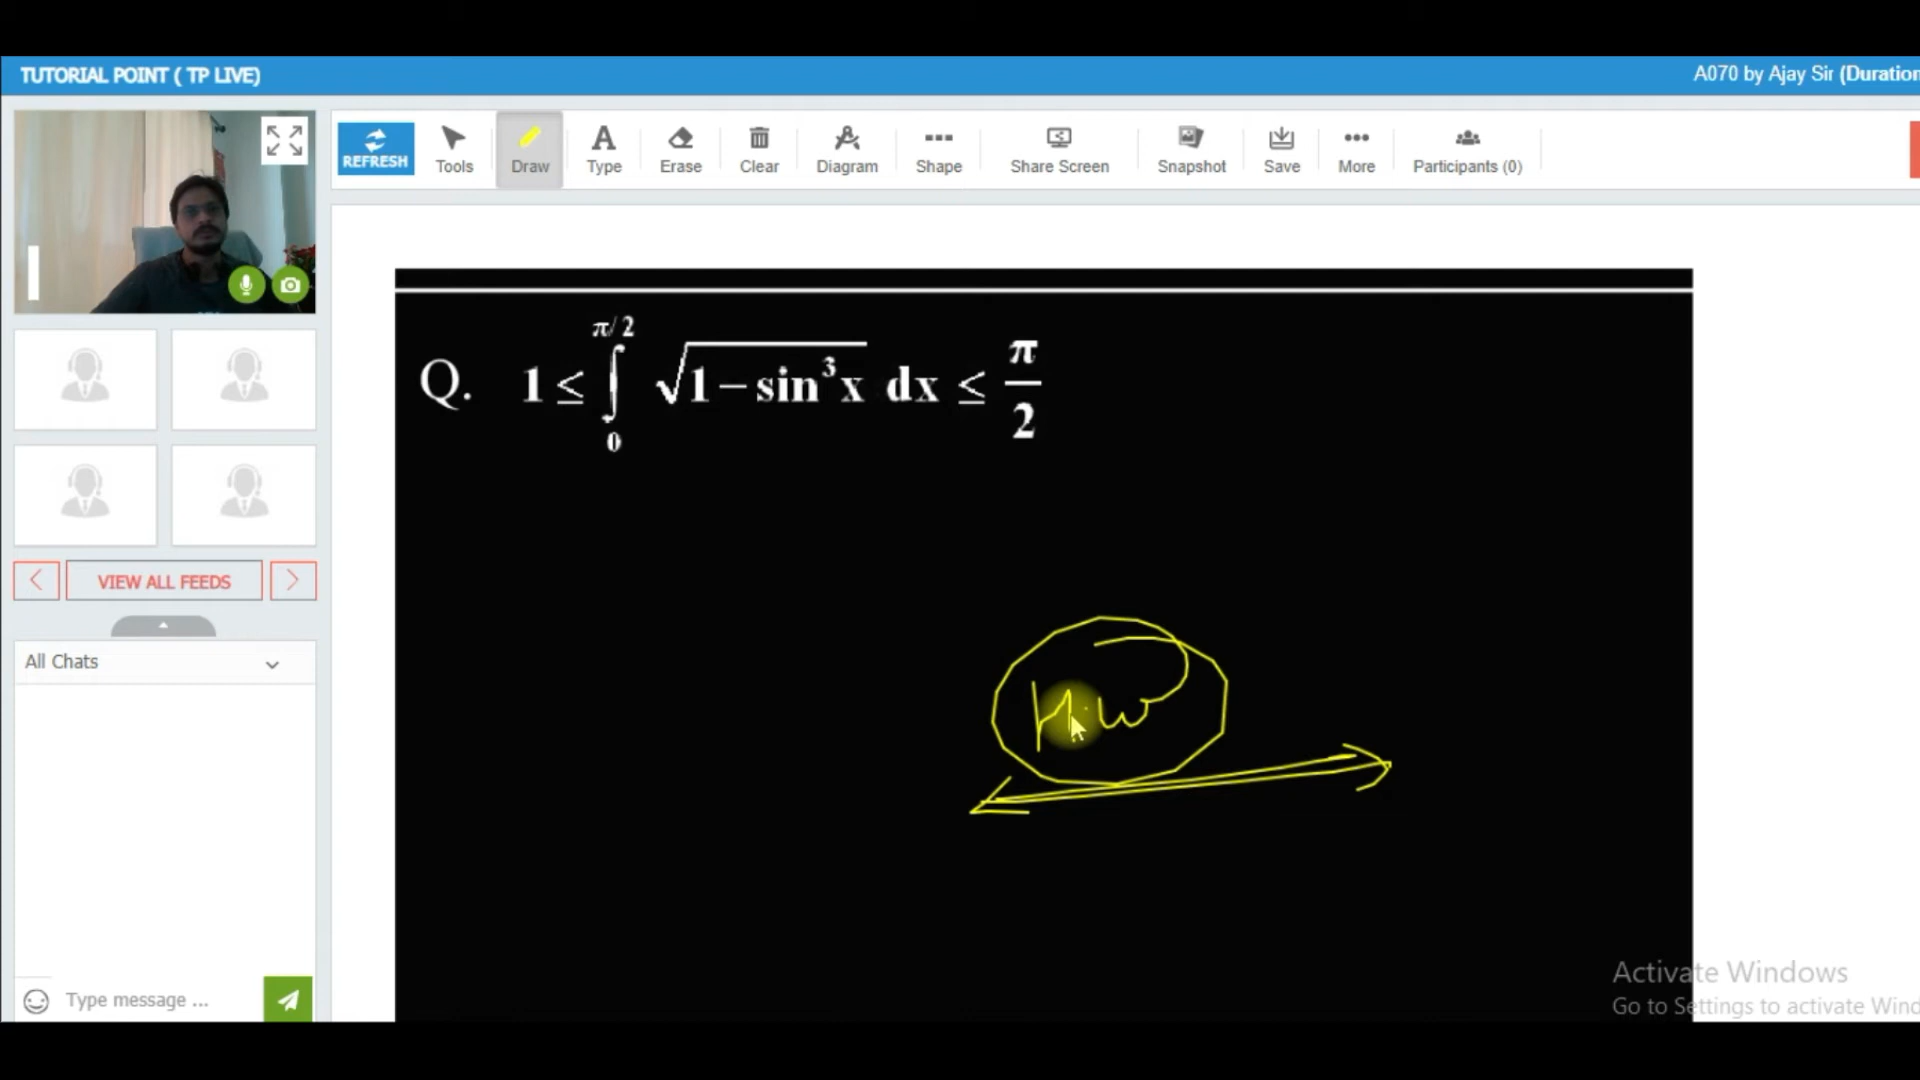 TUTORIAL POINT ( TP LIVE)
A070 by Ajay Sir (Duration
REFRESH
Tools
Draw
Type
Erase
Clear
Diagram
Shape
Share Screen
Snapshot
Save
More
Participants (0)
Q. 1 ≤ ∫₀^{π/2} √(1 − sin³x) dx ≤ π/2
VIEW ALL FEEDS
H.W
All Chats
Type message ...
Activate Windows
Go to Settings to activate Wind